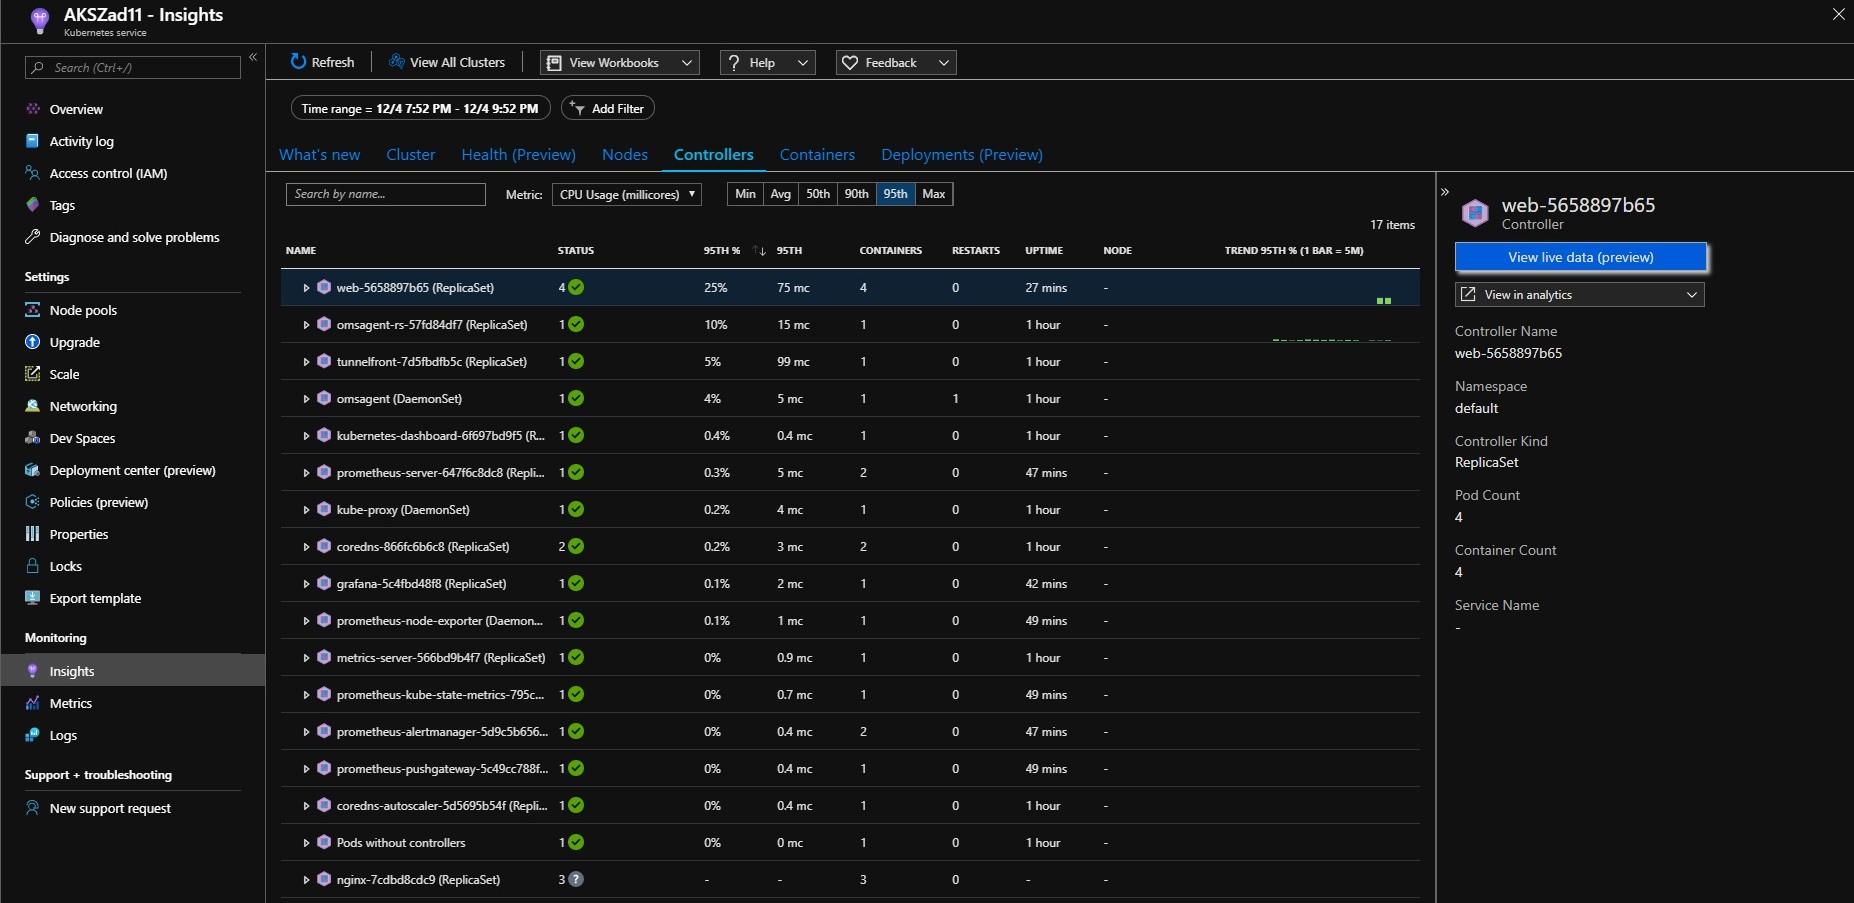 AKSZad11 - Insights
Kubernetes service
Search (Ctrl+/)
Overview
Activity log
Access control (IAM)
Tags
Diagnose and solve problems
Settings
Node pools
Upgrade
Scale
Networking
Dev Spaces
Deployment center (preview)
Policies (preview)
Properties
Locks
Export template
Monitoring
Insights
Metrics
Logs
Support + troubleshooting
New support request
Refresh View All Clusters View Workbooks Help Feedback
Time range = 12/4 7:52 PM - 12/4 9:52 PM Add Filter
What's new Cluster Health (Preview) Nodes Controllers Containers Deployments (Preview)
Search by name... Metric: CPU Usage (millicores) Min Avg 50th 90th 95th Max
17 items
NAME STATUS 95TH % 95TH CONTAINERS RESTARTS UPTIME NODE TREND 95TH % (1 BAR = 5M)
web-5658897b65 (ReplicaSet) 4 25% 75 mc 4 0 27 mins -
omsagent-rs-57fd84df7 (ReplicaSet) 1 10% 15 mc 1 0 1 hour -
tunnelfront-7d5fbdfb5c (ReplicaSet) 1 5% 99 mc 1 0 1 hour -
omsagent (DaemonSet) 1 4% 5 mc 1 1 1 hour -
kubernetes-dashboard-6f697bd9f5 (R... 1 0.4% 0.4 mc 1 0 1 hour -
prometheus-server-647f6c8dc8 (Repli... 1 0.3% 5 mc 2 0 47 mins -
kube-proxy (DaemonSet) 1 0.2% 4 mc 1 0 1 hour -
coredns-866fc6b6c8 (ReplicaSet) 2 0.2% 3 mc 2 0 1 hour -
grafana-5c4fbd48f8 (ReplicaSet) 1 0.1% 2 mc 1 0 42 mins -
prometheus-node-exporter (Daemon... 1 0.1% 1 mc 1 0 49 mins -
metrics-server-566bd9b4f7 (ReplicaSet) 1 0% 0.9 mc 1 0 1 hour -
prometheus-kube-state-metrics-795c... 1 0% 0.7 mc 1 0 49 mins -
prometheus-alertmanager-5d9c5b656... 1 0% 0.4 mc 2 0 47 mins -
prometheus-pushgateway-5c49cc788f... 1 0% 0.4 mc 1 0 49 mins -
coredns-autoscaler-5d5695b54f (Repli... 1 0% 0.4 mc 1 0 1 hour -
Pods without controllers 1 0% 0 mc 1 0 1 hour -
nginx-7cdbd8cdc9 (ReplicaSet) 3 ? - - 3 0 - -
web-5658897b65
Controller
View live data (preview)
View in analytics
Controller Name
web-5658897b65
Namespace
default
Controller Kind
ReplicaSet
Pod Count
4
Container Count
4
Service Name
-